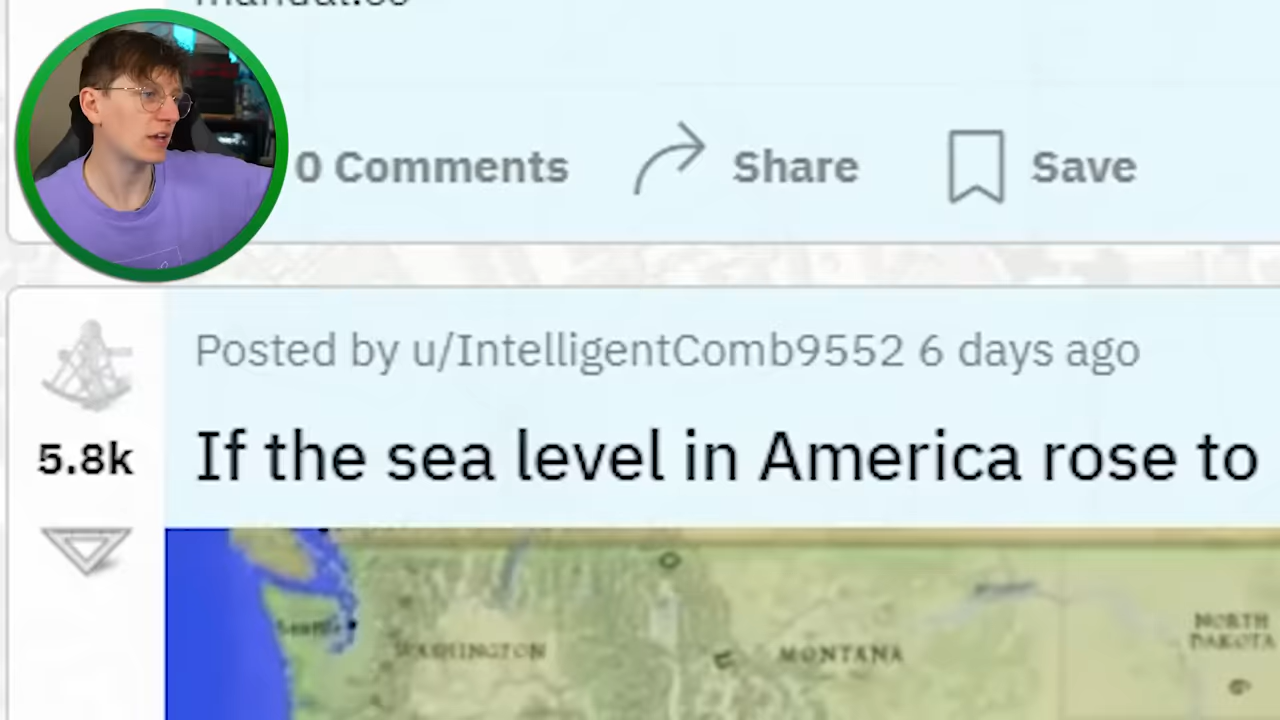 0 Comments Share Save
Posted by u/IntelligentComb9552 6 days ago
5.8k
If the sea level in America rose to
Seattle
WASHINGTON
MONTANA
NORTH
DAKOTA